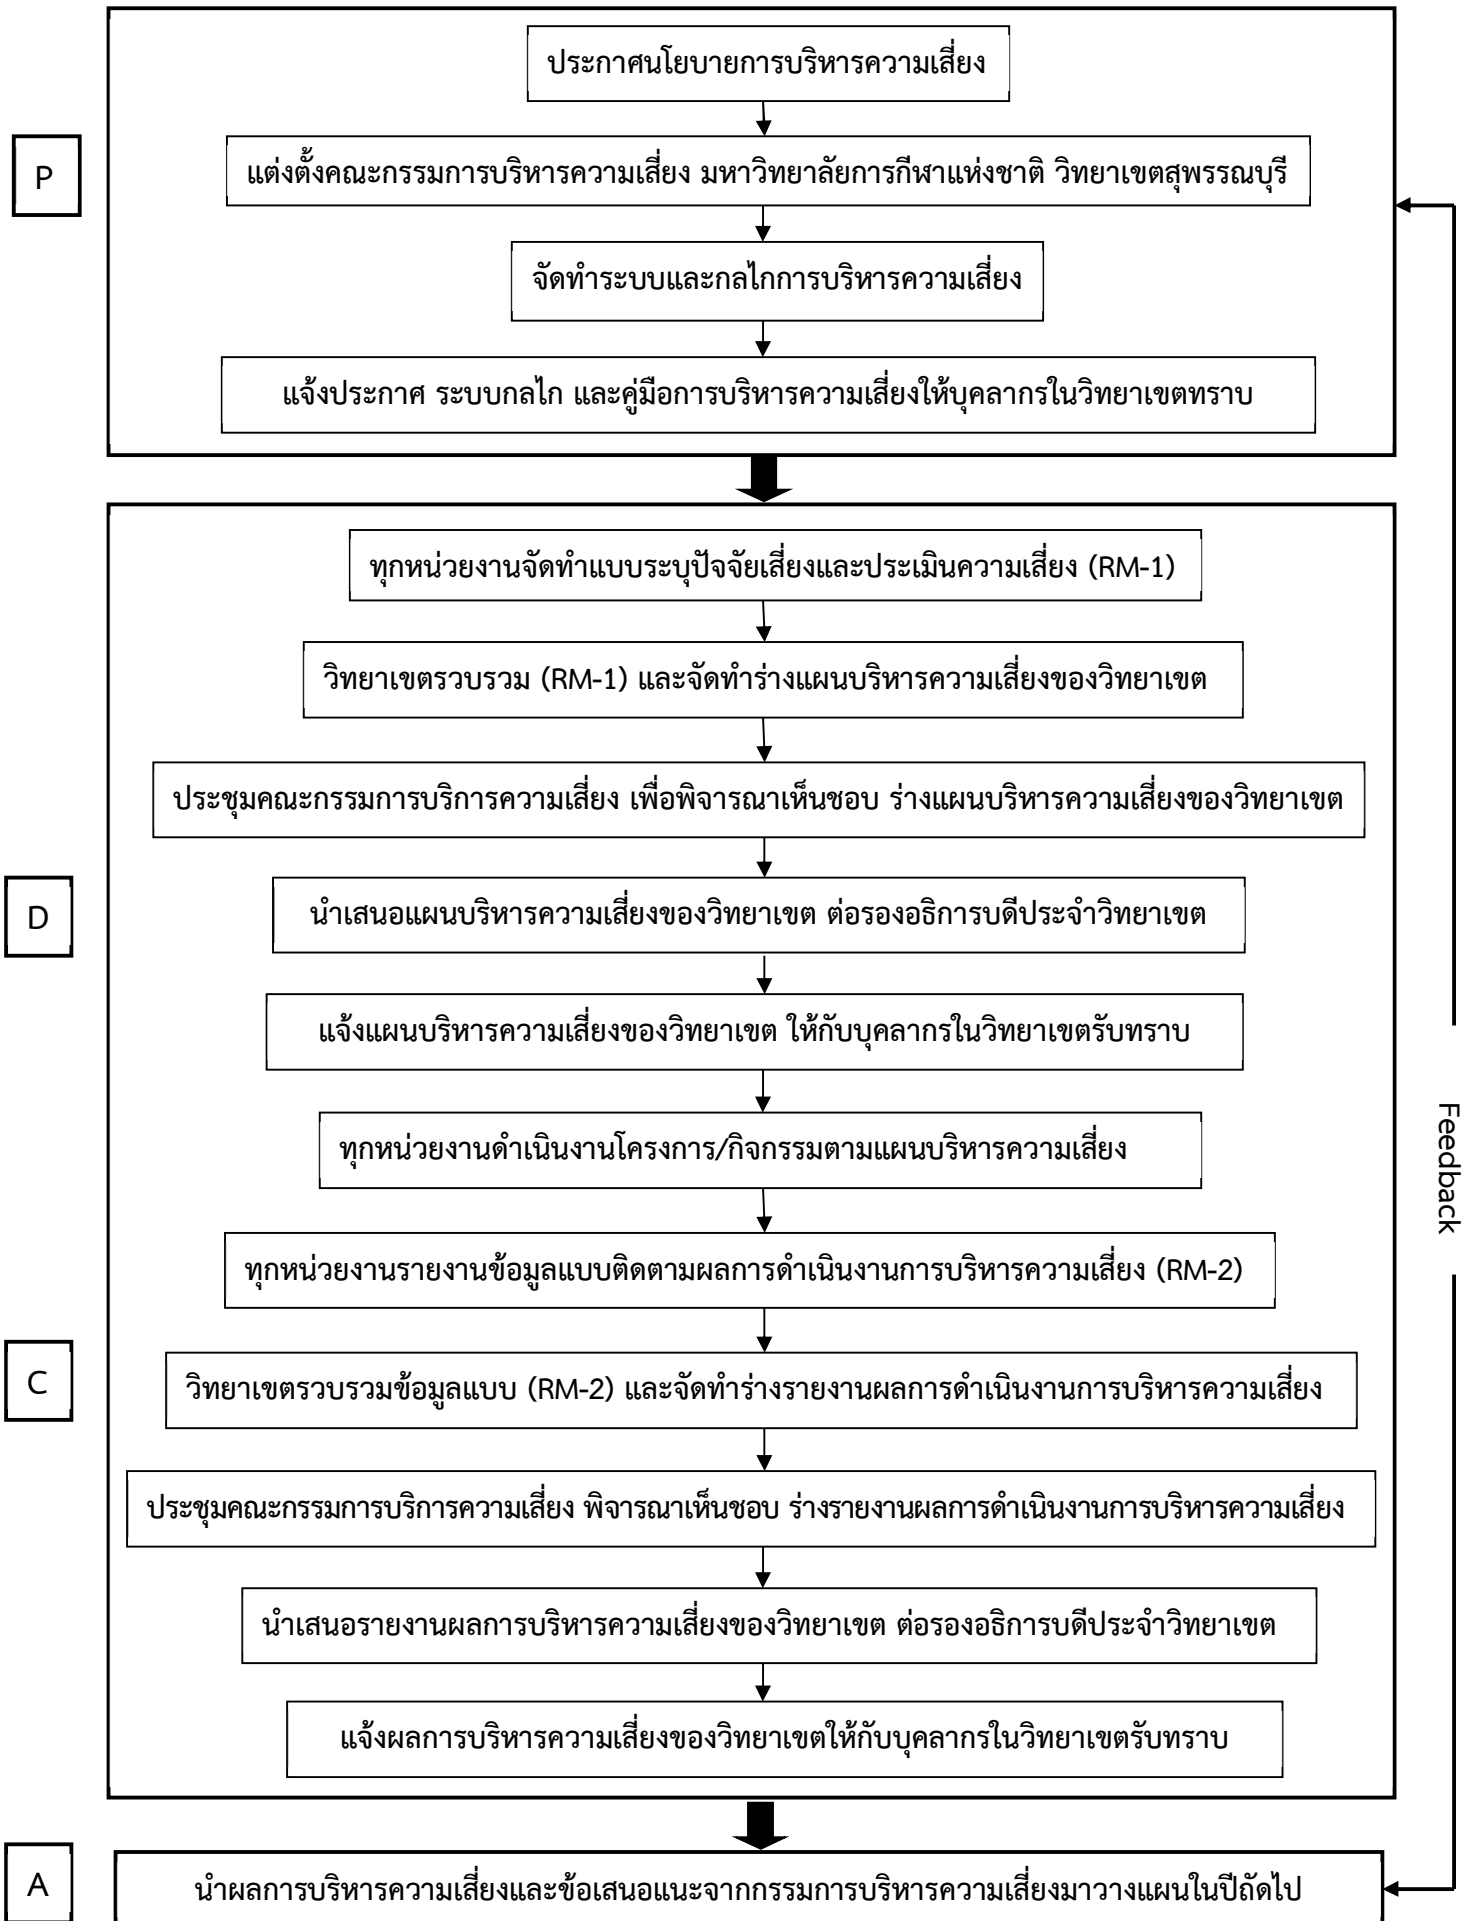 ประกาศนโยบายการบริหารความเสี่ยง
P
แต่งตั้งคณะกรรมการบริหารความเสี่ยง มหาวิทยาลัยการกีฬาแห่งชาติ วิทยาเขตสุพรรณบุรี
จัดทำระบบและกลไกการบริหารความเสี่ยง
แจ้งประกาศ ระบบกลไก และคู่มือการบริหารความเสี่ยงให้บุคลากรในวิทยาเขตทราบ
ทุกหน่วยงานจัดทำแบบระบุปัจจัยเสี่ยงและประเมินความเสี่ยง (RM-1)
วิทยาเขตรวบรวม (RM-1) และจัดทำร่างแผนบริหารความเสี่ยงของวิทยาเขต
ประชุมคณะกรรมการบริการความเสี่ยง เพื่อพิจารณาเห็นชอบ ร่างแผนบริหารความเสี่ยงของวิทยาเขต
D
นำเสนอแผนบริหารความเสี่ยงของวิทยาเขต ต่อรองอธิการบดีประจำวิทยาเขต
แจ้งแผนบริหารความเสี่ยงของวิทยาเขต ให้กับบุคลากรในวิทยาเขตรับทราบ
ทุกหน่วยงานดำเนินงานโครงการ/กิจกรรมตามแผนบริหารความเสี่ยง
Feedback
ทุกหน่วยงานรายงานข้อมูลแบบติดตามผลการดำเนินงานการบริหารความเสี่ยง (RM-2)
C
วิทยาเขตรวบรวมข้อมูลแบบ (RM-2) และจัดทำร่างรายงานผลการดำเนินงานการบริหารความเสี่ยง
ประชุมคณะกรรมการบริการความเสี่ยง พิจารณาเห็นชอบ ร่างรายงานผลการดำเนินงานการบริหารความเสี่ยง
นำเสนอรายงานผลการบริหารความเสี่ยงของวิทยาเขต ต่อรองอธิการบดีประจำวิทยาเขต
แจ้งผลการบริหารความเสี่ยงของวิทยาเขตให้กับบุคลากรในวิทยาเขตรับทราบ
A
นำผลการบริหารความเสี่ยงและข้อเสนอแนะจากกรรมการบริหารความเสี่ยงมาวางแผนในปีถัดไป